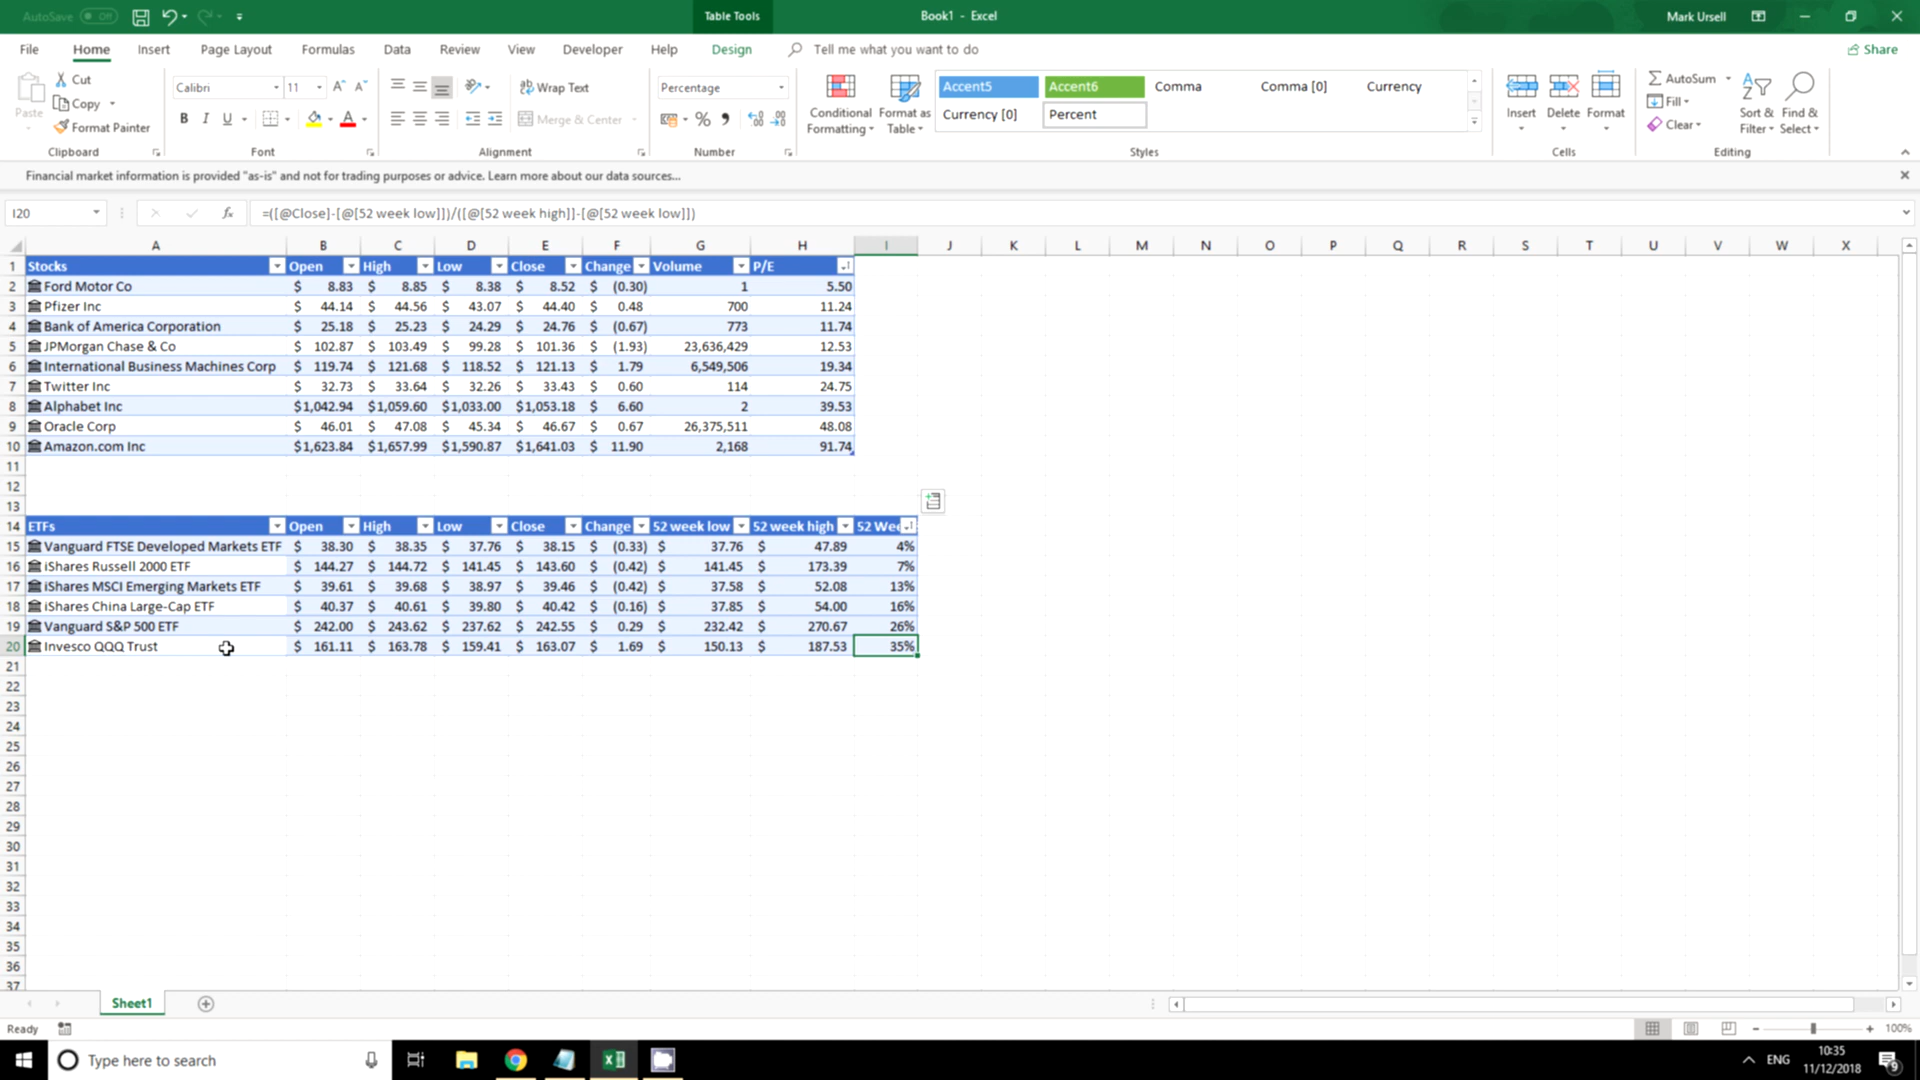 AutoSave Off
Table Tools
Book1 - Excel
Mark Ursell
File Home Insert Page Layout Formulas Data Review View Developer Help Design Tell me what you want to do Share
Paste
Cut
Copy
Format Painter
Clipboard
Calibri 11
B I U
Font
Wrap Text
Merge & Center
Alignment
Percentage
Number
Conditional Formatting
Format as Table
Accent5 Accent6 Comma Comma [0] Currency
Currency [0] Percent
Styles
Insert Delete Format
Cells
AutoSum
Fill
Clear
Sort & Filter
Find & Select
Editing
Financial market information is provided "as-is" and not for trading purposes or advice. Learn more about our data sources...
I20 fx =([@Close]-[@[52 week low]])/([@[52 week high]]-[@[52 week low]])
A B C D E F G H I J K L M N O P Q R S T U V W X
1 Stocks Open High Low Close Change Volume P/E
2 Ford Motor Co $ 8.83 $ 8.85 $ 8.38 $ 8.52 $ (0.30) 1 5.50
3 Pfizer Inc $ 44.14 $ 44.56 $ 43.07 $ 44.40 $ 0.48 700 11.24
4 Bank of America Corporation $ 25.18 $ 25.23 $ 24.29 $ 24.76 $ (0.67) 773 11.74
5 JPMorgan Chase & Co $ 102.87 $ 103.49 $ 99.28 $ 101.36 $ (1.93) 23,636,429 12.53
6 International Business Machines Corp $ 119.74 $ 121.68 $ 118.52 $ 121.13 $ 1.79 6,549,506 19.34
7 Twitter Inc $ 32.73 $ 33.64 $ 32.26 $ 33.43 $ 0.60 114 24.75
8 Alphabet Inc $1,042.94 $1,059.60 $1,033.00 $1,053.18 $ 6.60 2 39.53
9 Oracle Corp $ 46.01 $ 47.08 $ 45.34 $ 46.67 $ 0.67 26,375,511 48.08
10 Amazon.com Inc $1,623.84 $1,657.99 $1,590.87 $1,641.03 $ 11.90 2,168 91.74
11
12
13
14 ETFs Open High Low Close Change 52 week low 52 week high 52 Wee
15 Vanguard FTSE Developed Markets ETF $ 38.30 $ 38.35 $ 37.76 $ 38.15 $ (0.33) $ 37.76 $ 47.89 4%
16 iShares Russell 2000 ETF $ 144.27 $ 144.72 $ 141.45 $ 143.60 $ (0.42) $ 141.45 $ 173.39 7%
17 iShares MSCI Emerging Markets ETF $ 39.61 $ 39.68 $ 38.97 $ 39.46 $ (0.42) $ 37.58 $ 52.08 13%
18 iShares China Large-Cap ETF $ 40.37 $ 40.61 $ 39.80 $ 40.42 $ (0.16) $ 37.85 $ 54.00 16%
19 Vanguard S&P 500 ETF $ 242.00 $ 243.62 $ 237.62 $ 242.55 $ 0.29 $ 232.42 $ 270.67 26%
20 Invesco QQQ Trust $ 161.11 $ 163.78 $ 159.41 $ 163.07 $ 1.69 $ 150.13 $ 187.53 35%
21
22
23
24
25
26
27
28
29
30
31
32
33
34
35
36
37
Sheet1
Ready
100%
Type here to search
ENG
10:35
11/12/2018
9